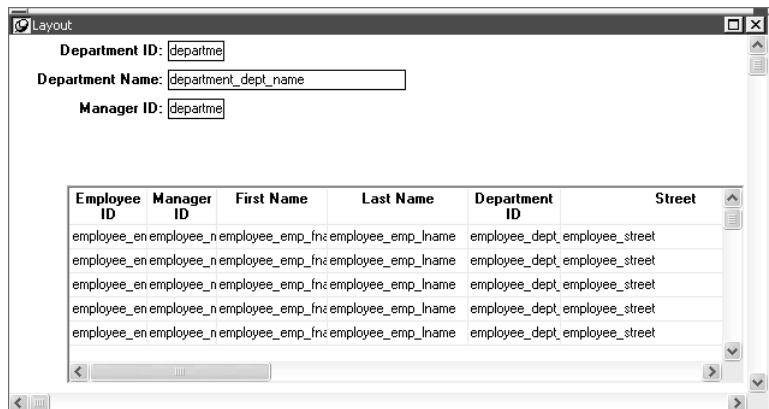 Layout
Department ID: departme
Department Name: department_dept_name
Manager ID: departme
Employee ID Manager ID First Name Last Name Department ID Street
employee_en employee_n employee_emp_fna employee_emp_lname employee_dept_ employee_street
employee_en employee_n employee_emp_fna employee_emp_lname employee_dept_ employee_street
employee_en employee_n employee_emp_fna employee_emp_lname employee_dept_ employee_street
employee_en employee_n employee_emp_fna employee_emp_lname employee_dept_ employee_street
employee_en employee_n employee_emp_fna employee_emp_lname employee_dept_ employee_street